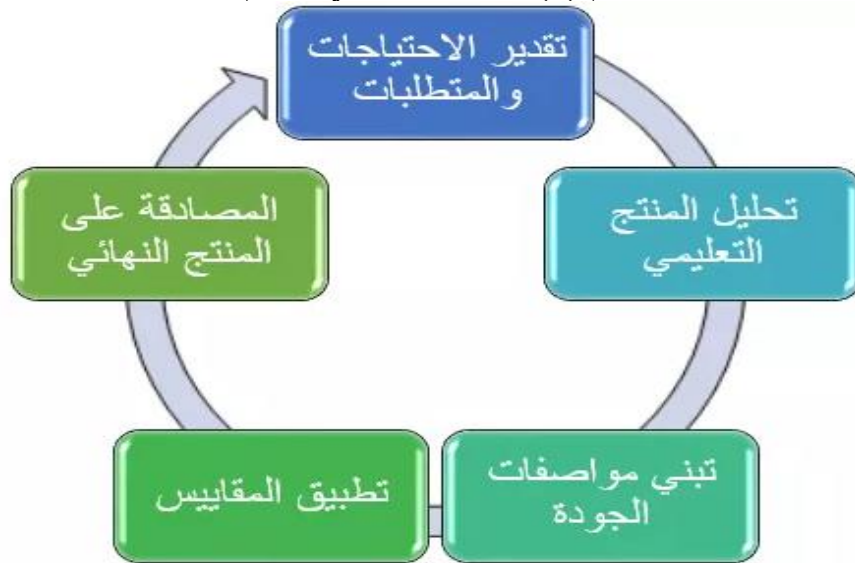 تقدير الاحتياجات
والمتطلبات
تحليل المنتج
التعليمي
تبني مواصفات
الجودة
تطبيق المقاييس
المصادقة على
المنتج النهائي